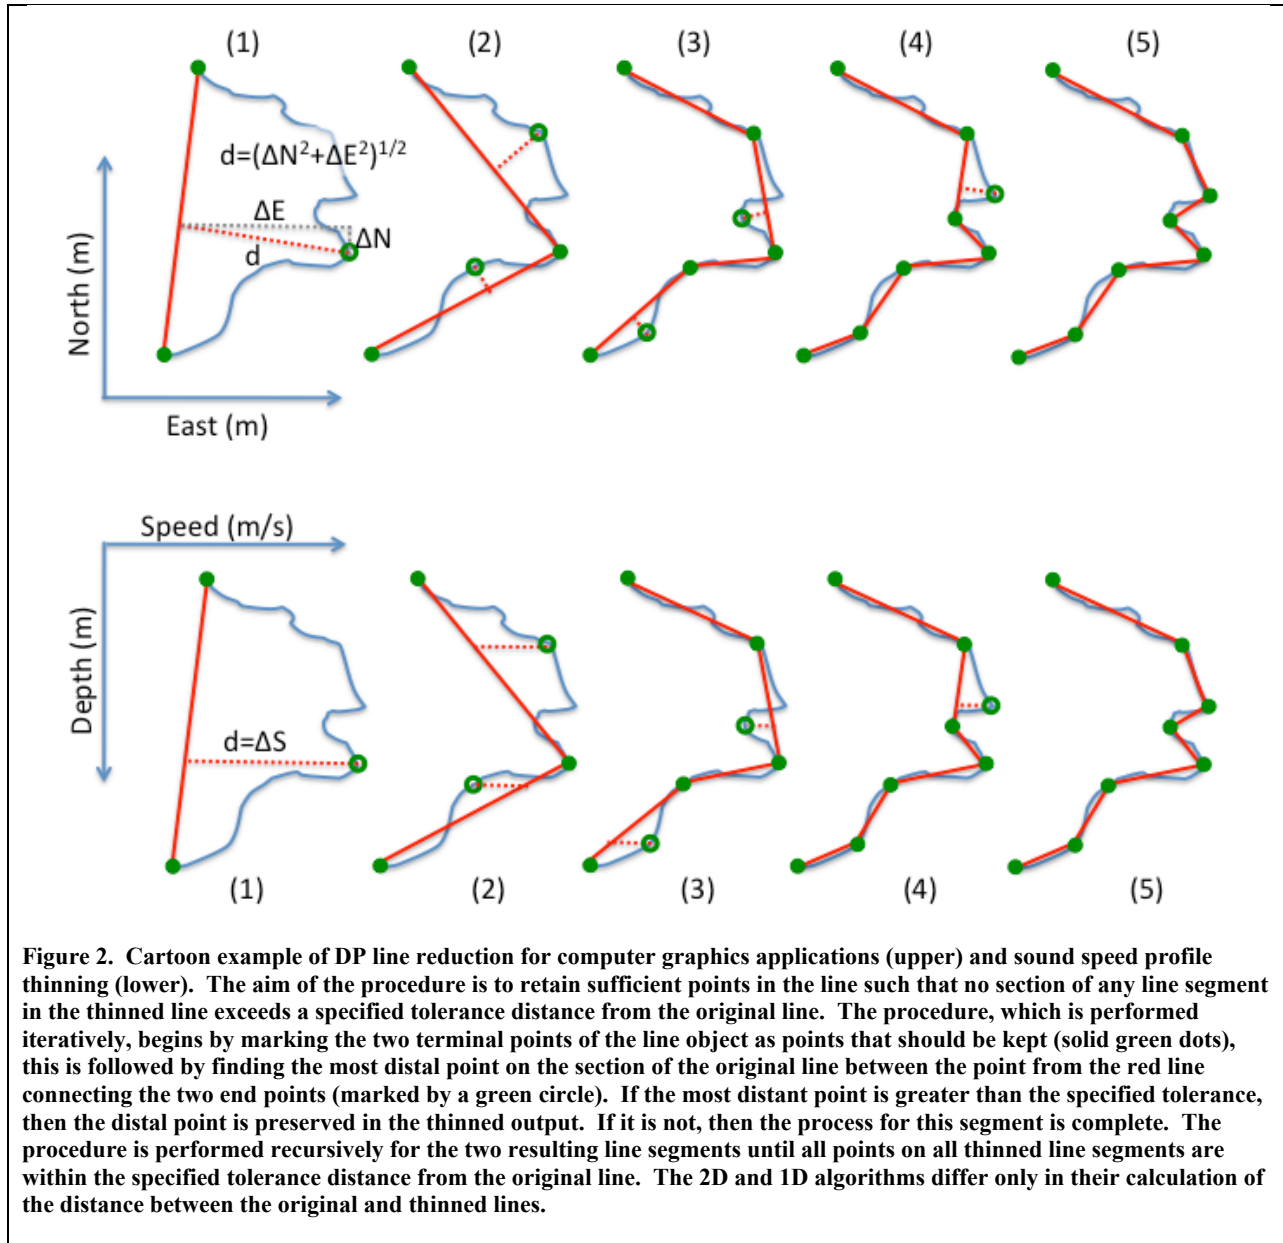 (1) (2) (3) (4) (5)
d=(ΔN²+ΔE²)¹/²
ΔE
ΔN
d
North (m)
East (m)
Speed (m/s)
Depth (m)
d=ΔS
(1) (2) (3) (4) (5)
Figure 2. Cartoon example of DP line reduction for computer graphics applications (upper) and sound speed profile
thinning (lower). The aim of the procedure is to retain sufficient points in the line such that no section of any line segment
in the thinned line exceeds a specified tolerance distance from the original line. The procedure, which is performed
iteratively, begins by marking the two terminal points of the line object as points that should be kept (solid green dots),
this is followed by finding the most distal point on the section of the original line between the point from the red line
connecting the two end points (marked by a green circle). If the most distant point is greater than the specified tolerance,
then the distal point is preserved in the thinned output. If it is not, then the process for this segment is complete. The
procedure is performed recursively for the two resulting line segments until all points on all thinned line segments are
within the specified tolerance distance from the original line. The 2D and 1D algorithms differ only in their calculation of
the distance between the original and thinned lines.